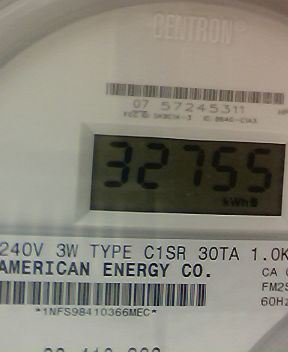 CENTRON®
07 57245311
32755
kWh
240V 3W TYPE C1SR 30TA 1.0K
AMERICAN ENERGY CO.
CA
FM2S
60Hz
*1NFS98410366MEC*